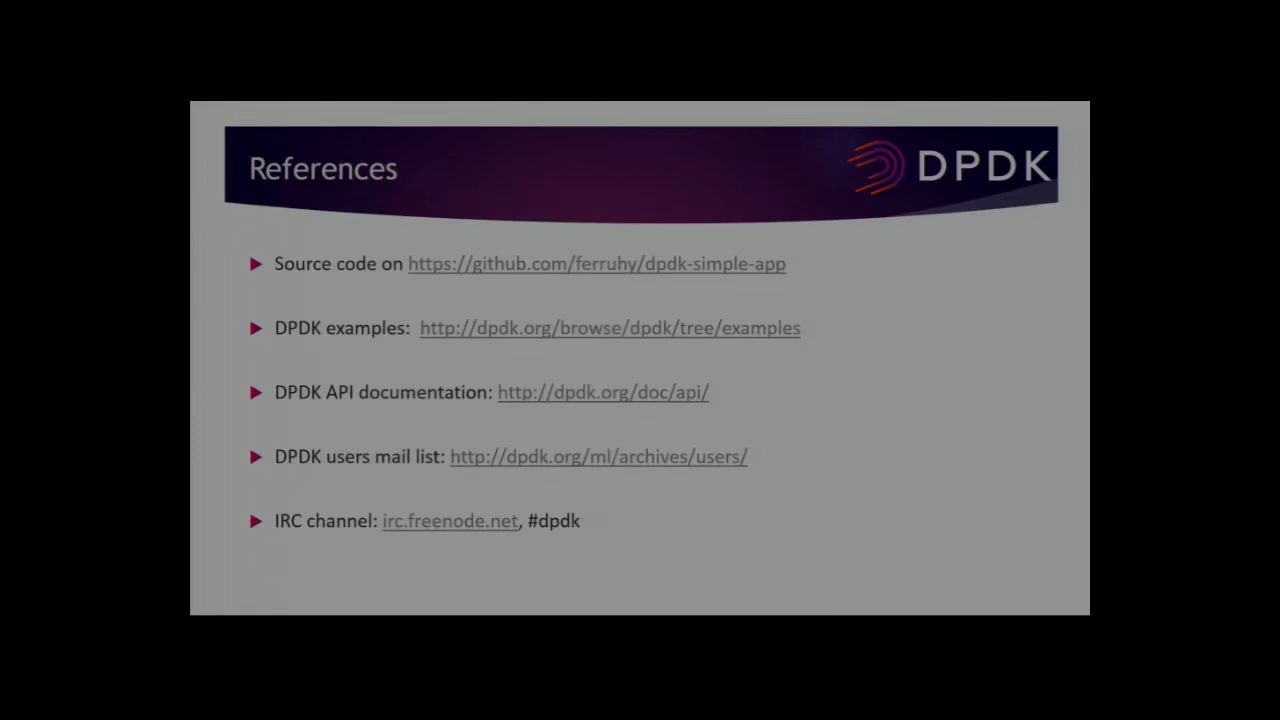 References
DPDK
Source code on https://github.com/ferruhy/dpdk-simple-app
DPDK examples: http://dpdk.org/browse/dpdk/tree/examples
DPDK API documentation: http://dpdk.org/doc/api/
DPDK users mail list: http://dpdk.org/ml/archives/users/
IRC channel: irc.freenode.net, #dpdk